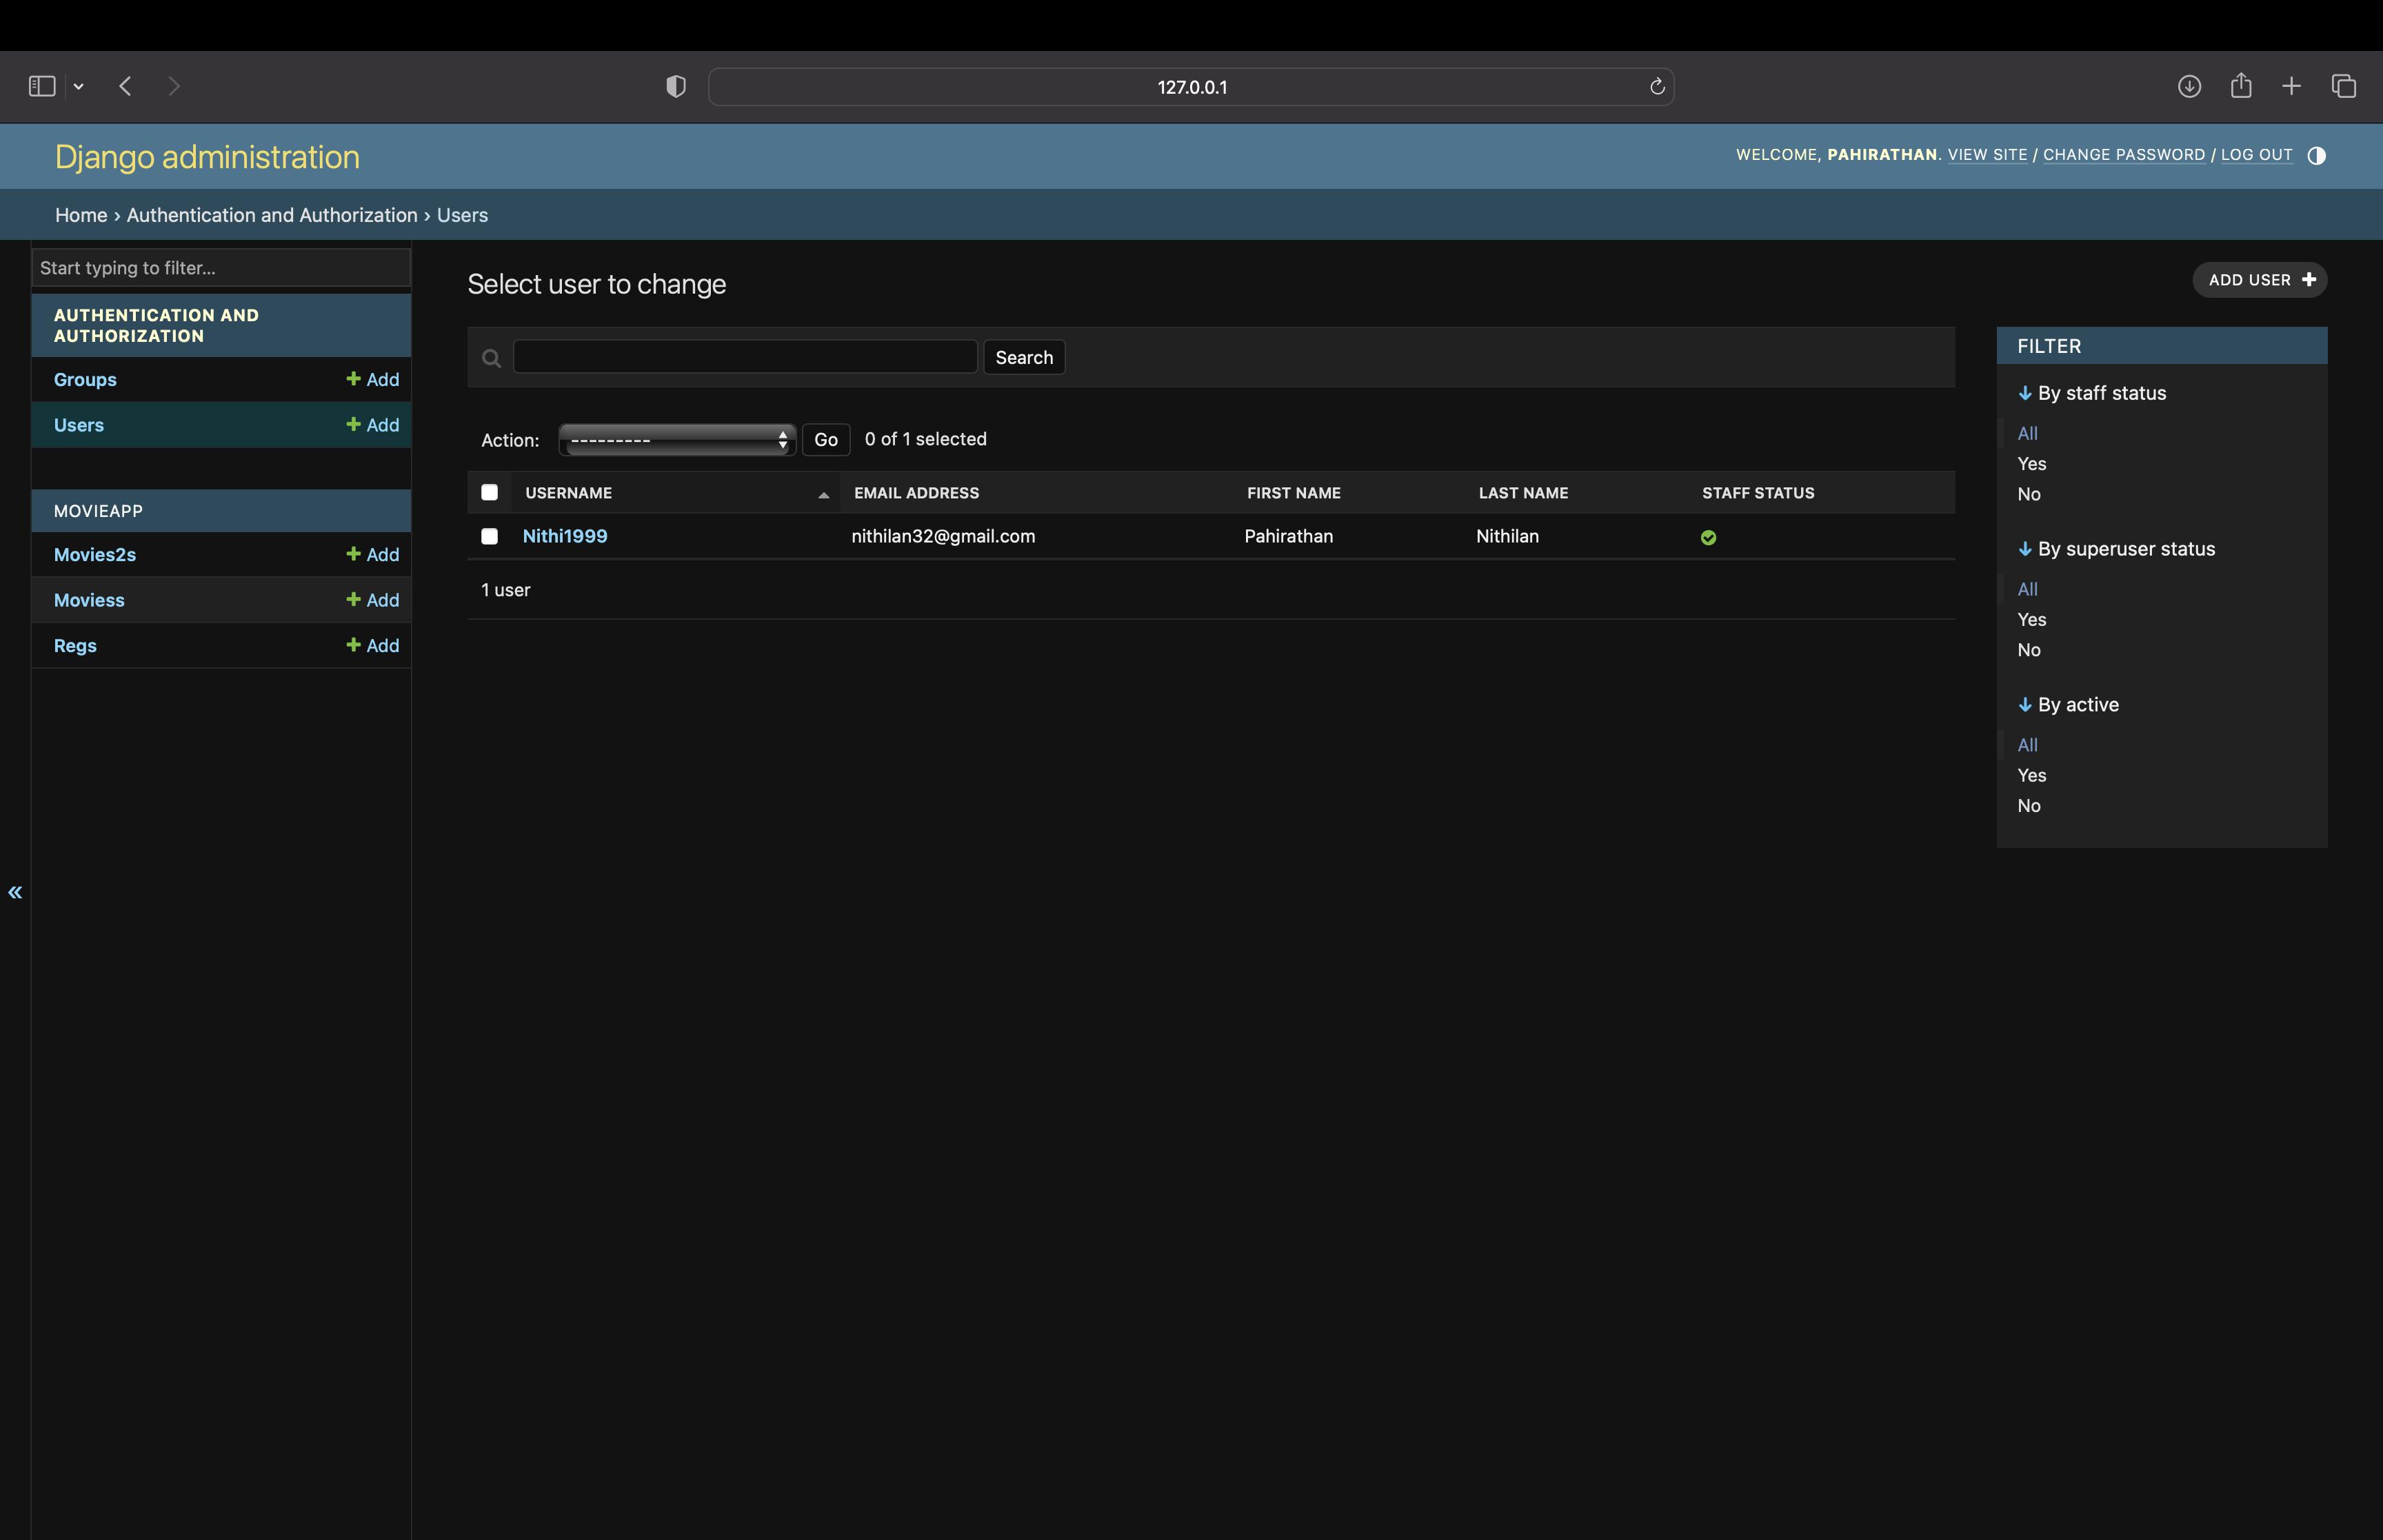 127.0.0.1
Django administration
WELCOME, PAHIRATHAN. VIEW SITE / CHANGE PASSWORD / LOG OUT
Home › Authentication and Authorization › Users
Start typing to filter...
AUTHENTICATION AND
AUTHORIZATION
Groups + Add
Users + Add
MOVIEAPP
Movies2s + Add
Moviess + Add
Regs + Add
«
Select user to change
ADD USER +
Search
Action: --------- Go 0 of 1 selected
USERNAME EMAIL ADDRESS FIRST NAME LAST NAME STAFF STATUS
Nithi1999 nithilan32@gmail.com Pahirathan Nithilan
1 user
FILTER
↓ By staff status
All
Yes
No
↓ By superuser status
All
Yes
No
↓ By active
All
Yes
No